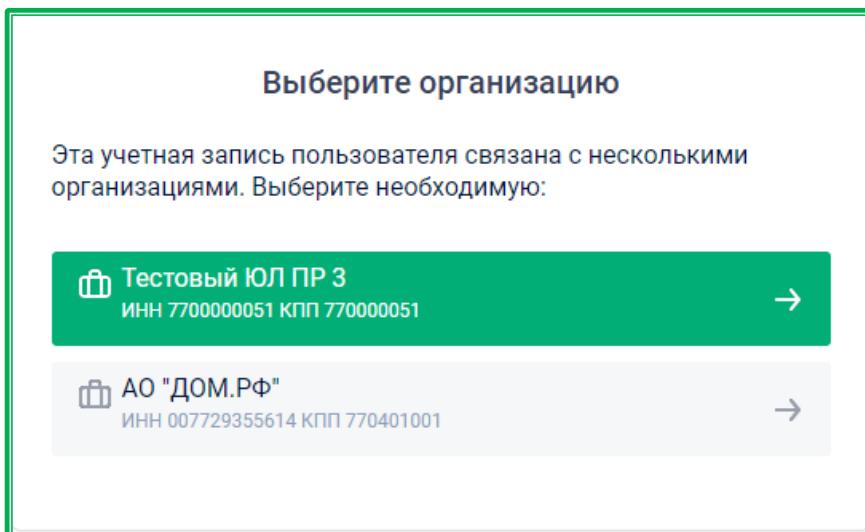 Выберите организацию
Эта учетная запись пользователя связана с несколькими
организациями. Выберите необходимую:
Тестовый ЮЛ ПР 3
ИНН 7700000051 КПП 770000051
АО "ДОМ.РФ"
ИНН 007729355614 КПП 770401001